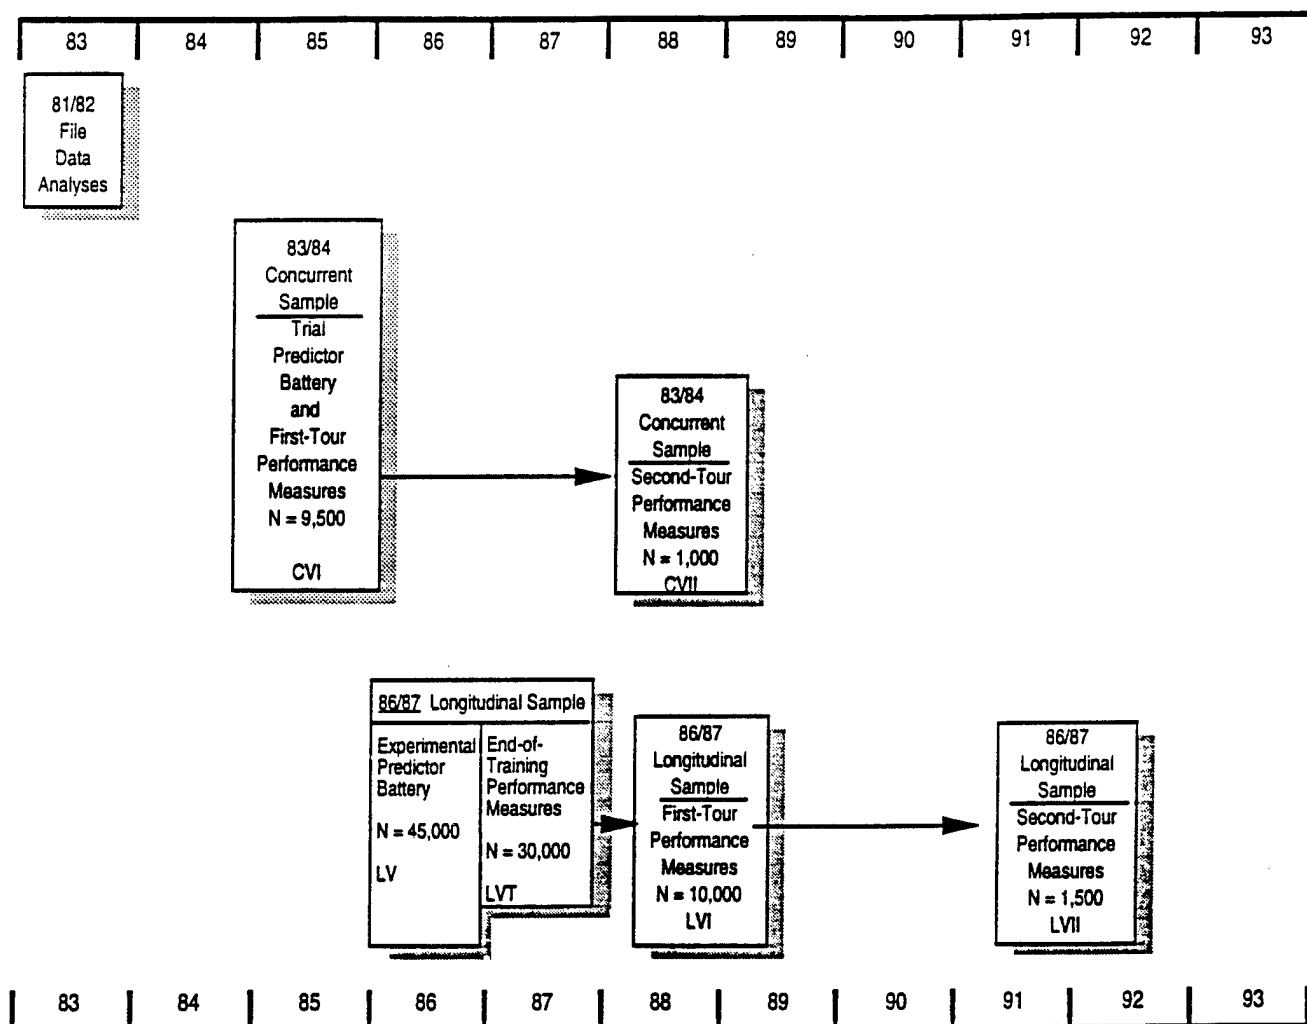 83 84 85 86 87 88 89 90 91 92 93
81/82
File
Data
Analyses
83/84
Concurrent
Sample
Trial
Predictor
Battery
and
First-Tour
Performance
Measures
N = 9,500
CVI
83/84
Concurrent
Sample
Second-Tour
Performance
Measures
N = 1,000
CVII
86/87 Longitudinal Sample
Experimental
Predictor
Battery
N = 45,000
LV
End-of-
Training
Performance
Measures
N = 30,000
LVT
86/87
Longitudinal
Sample
First-Tour
Performance
Measures
N = 10,000
LVI
86/87
Longitudinal
Sample
Second-Tour
Performance
Measures
N = 1,500
LVII
83 84 85 86 87 88 89 90 91 92 93